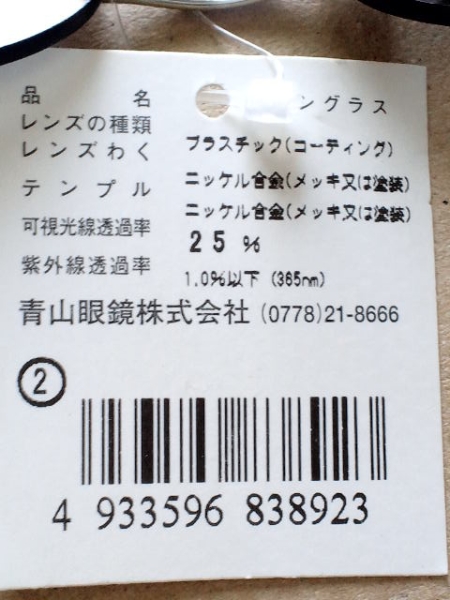 品名 ングラス
レンズの種類 プラスチック(コーティング)
レンズわく ニッケル合金(メッキ又は塗装)
テンプル ニッケル合金(メッキ又は塗装)
可視光線透過率 25%
紫外線透過率 1.0%以下 (365nm)
青山眼鏡株式会社 (0778)21-8666
2
4 933596 838923